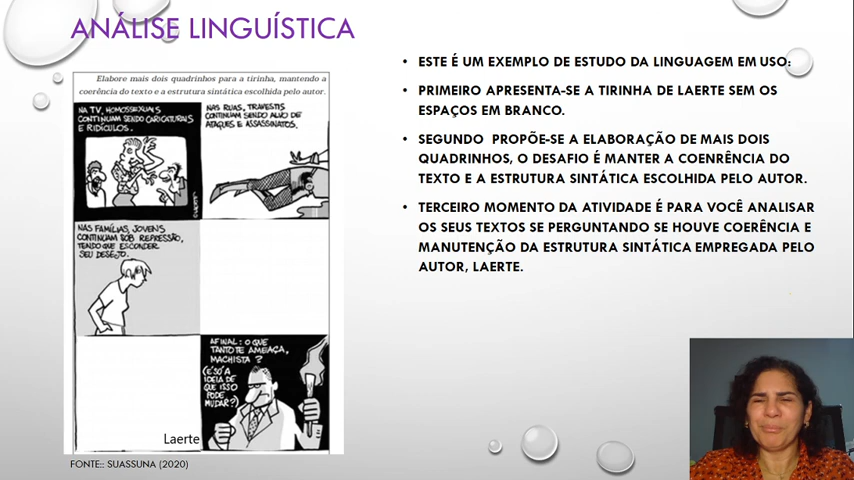 ANÁLISE LINGUÍSTICA
Elabore mais dois quadrinhos para a tirinha, mantendo a
coerência do texto e a estrutura sintática escolhida pelo autor.
NA TV, HOMOSSEXUAIS
CONTINUAM SENDO CARICATURAIS
E RIDÍCULOS.
NAS RUAS, TRAVESTIS
CONTINUAM SENDO ALVO DE
ATAQUES E ASSASSINATOS.
NAS FAMÍLIAS, JOVENS
CONTINUAM SOB REPRESSÃO,
TENDO QUE ESCONDER
SEU DESEJO.
AFINAL: O QUE
TANTO TE AMEAÇA,
MACHISTA ?
(É SÓ A
IDEIA DE
QUE ISSO
PODE
MUDAR?)
Laerte
FONTE:: SUASSUNA (2020)
• ESTE É UM EXEMPLO DE ESTUDO DA LINGUAGEM EM USO:
• PRIMEIRO APRESENTA-SE A TIRINHA DE LAERTE SEM OS
ESPAÇOS EM BRANCO.
• SEGUNDO PROPÕE-SE A ELABORAÇÃO DE MAIS DOIS
QUADRINHOS, O DESAFIO É MANTER A COENRÊNCIA DO
TEXTO E A ESTRUTURA SINTÁTICA ESCOLHIDA PELO AUTOR.
• TERCEIRO MOMENTO DA ATIVIDADE É PARA VOCÊ ANALISAR
OS SEUS TEXTOS SE PERGUNTANDO SE HOUVE COERÊNCIA E
MANUTENÇÃO DA ESTRUTURA SINTÁTICA EMPREGADA PELO
AUTOR, LAERTE.